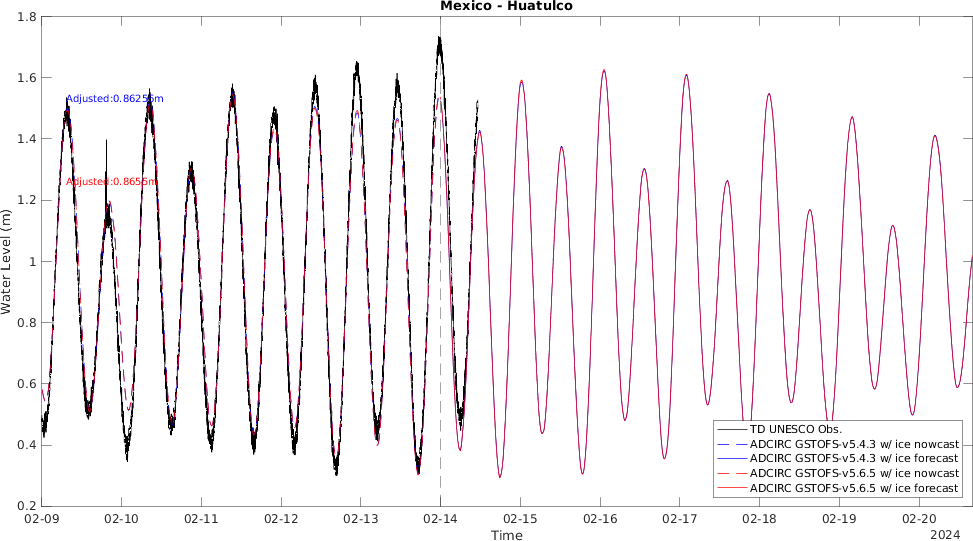 Mexico - Huatulco
1.8
1.6
1.4
1.2
1
0.8
0.6
0.4
0.2
Water Level (m)
Adjusted:0.86256m
Adjusted:0.8655m
TD UNESCO Obs.
ADCIRC GSTOFS-v5.4.3 w/ ice nowcast
ADCIRC GSTOFS-v5.4.3 w/ ice forecast
ADCIRC GSTOFS-v5.6.5 w/ ice nowcast
ADCIRC GSTOFS-v5.6.5 w/ ice forecast
02-09 02-10 02-11 02-12 02-13 02-14 02-15 02-16 02-17 02-18 02-19 02-20
2024
Time